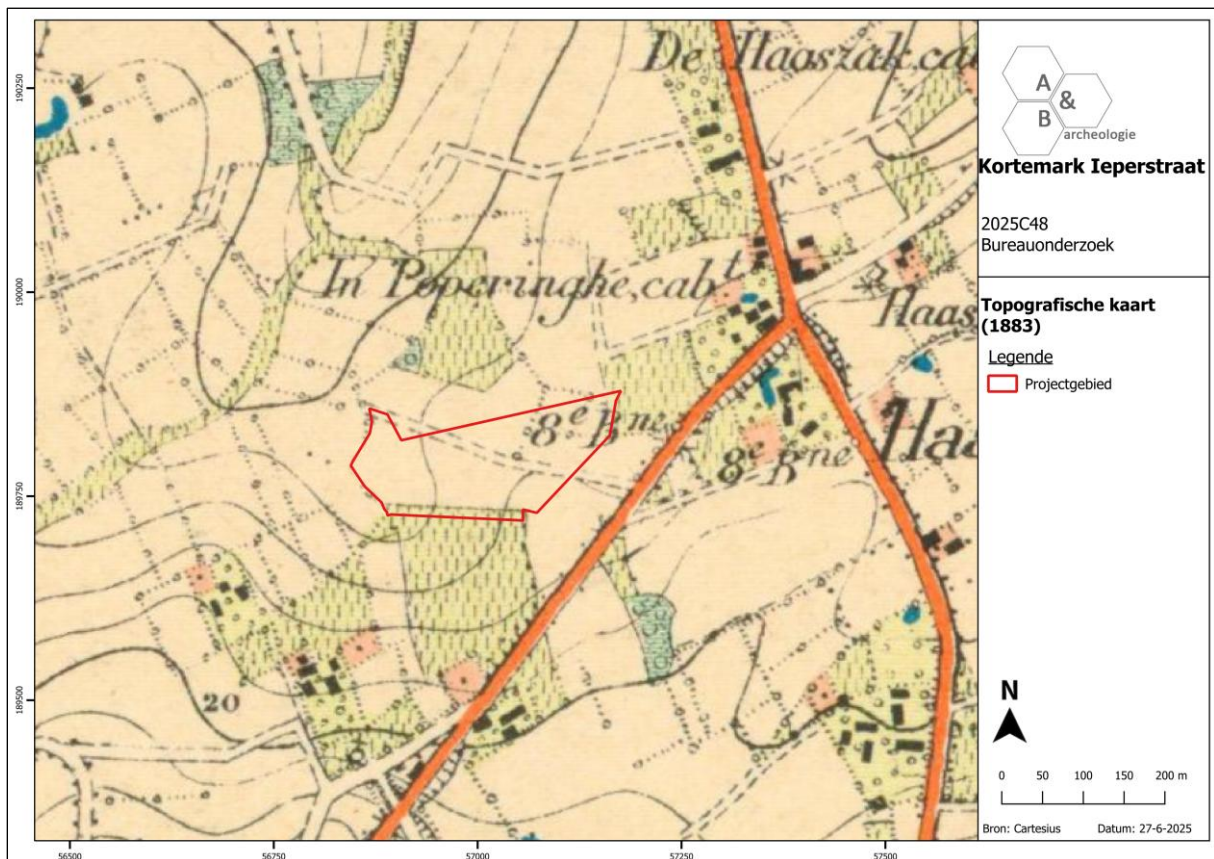 De Haaszak, cab
In Poperinghe, cabt
Haas
8e Bne
8e Bne
Ha
20
190250
190000
189750
189500
56500
56750
57000
57250
57500
A
&
B
archeologie
Kortemark Ieperstraat
2025C48
Bureauonderzoek
Topografische kaart
(1883)
Legende
Projectgebied
N
0 50 100 150 200 m
Bron: Cartesius Datum: 27-6-2025